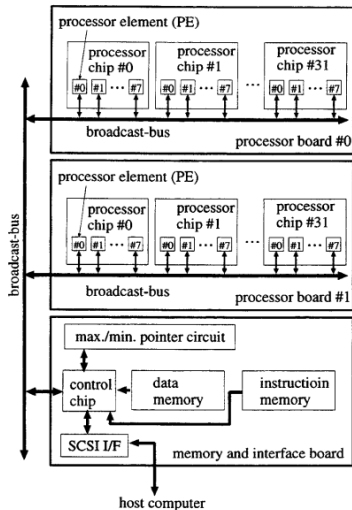 processor element (PE)
processor chip #0
processor chip #1
processor chip #31
#0 #1 ··· #7 #0 #1 ··· #7 ··· #0 #1 ··· #7
broadcast-bus
processor board #0
processor element (PE)
processor chip #0
processor chip #1
processor chip #31
#0 #1 ··· #7 #0 #1 ··· #7 ··· #0 #1 ··· #7
broadcast-bus
processor board #1
broadcast-bus
max./min. pointer circuit
control chip
data memory
instructioin memory
SCSI I/F
memory and interface board
host computer